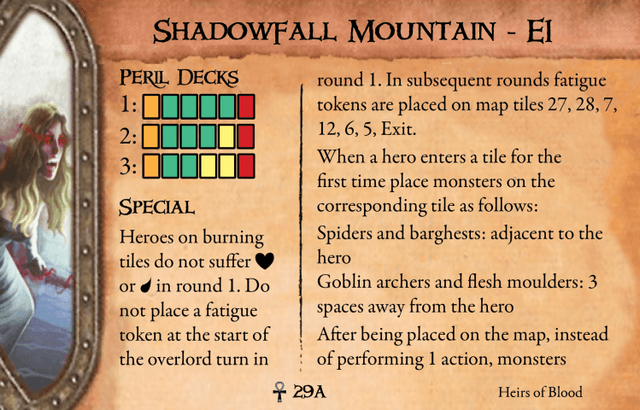 Shadowfall Mountain - E1
Peril Decks
1:
2:
3:
Special
Heroes on burning
tiles do not suffer
or in round 1. Do
not place a fatigue
token at the start of
the overlord turn in
round 1. In subsequent rounds fatigue
tokens are placed on map tiles 27, 28, 7,
12, 6, 5, Exit.
When a hero enters a tile for the
first time place monsters on the
corresponding tile as follows:
Spiders and barghests: adjacent to the
hero
Goblin archers and flesh moulders: 3
spaces away from the hero
After being placed on the map, instead
of performing 1 action, monsters
29A
Heirs of Blood